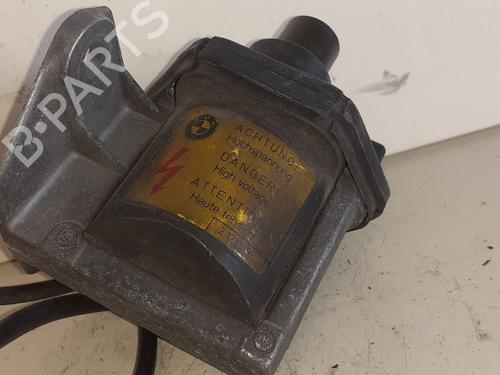 B-PARTS
ACHTUNG!
Hochspannung
DANGER!
High voltage
ATTENTION